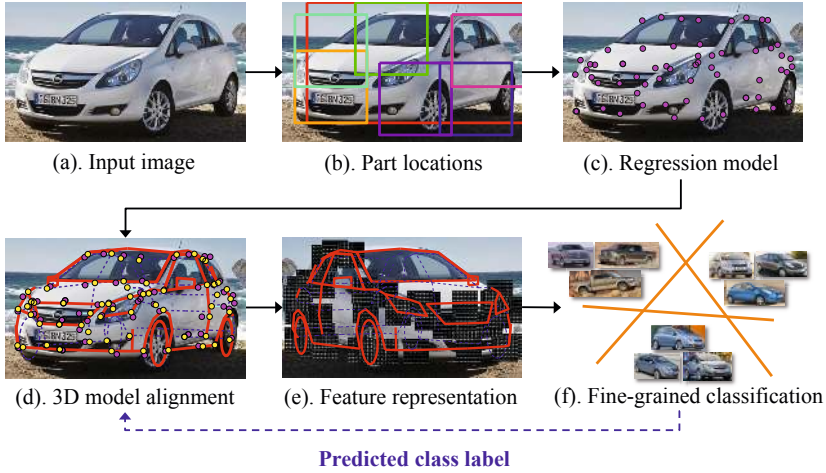 (a). Input image
(b). Part locations
(c). Regression model
(d). 3D model alignment
(e). Feature representation
(f). Fine-grained classification
Predicted class label